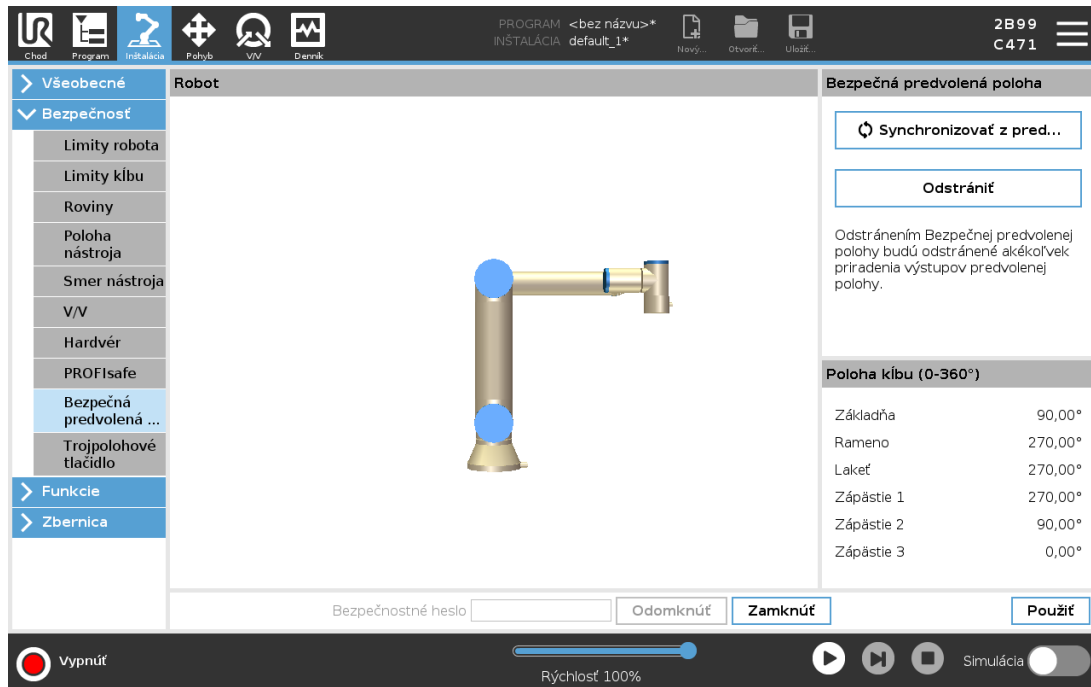 PROGRAM <bez názvu>*
INŠTALÁCIA default_1*
Chod
Program
Inštalácia
Pohyb
V/V
Denník
Nový...
Otvoriť...
Uložiť...
2B99
C471
Všeobecné
Bezpečnosť
Limity robota
Limity kĺbu
Roviny
Poloha
nástroja
Smer nástroja
V/V
Hardvér
PROFIsafe
Bezpečná
predvolená ...
Trojpolohové
tlačidlo
Funkcie
Zbernica
Robot
Bezpečná predvolená poloha
Synchronizovať z pred...
Odstrániť
Odstránením Bezpečnej predvolenej
polohy budú odstránené akékoľvek
priradenia výstupov predvolenej
polohy.
Poloha kĺbu (0-360°)
Základňa 90,00°
Rameno 270,00°
Lakeť 270,00°
Zápästie 1 270,00°
Zápästie 2 90,00°
Zápästie 3 0,00°
Bezpečnostné heslo Odomknúť Zamknúť Použiť
Vypnúť
Rýchlosť 100%
Simulácia